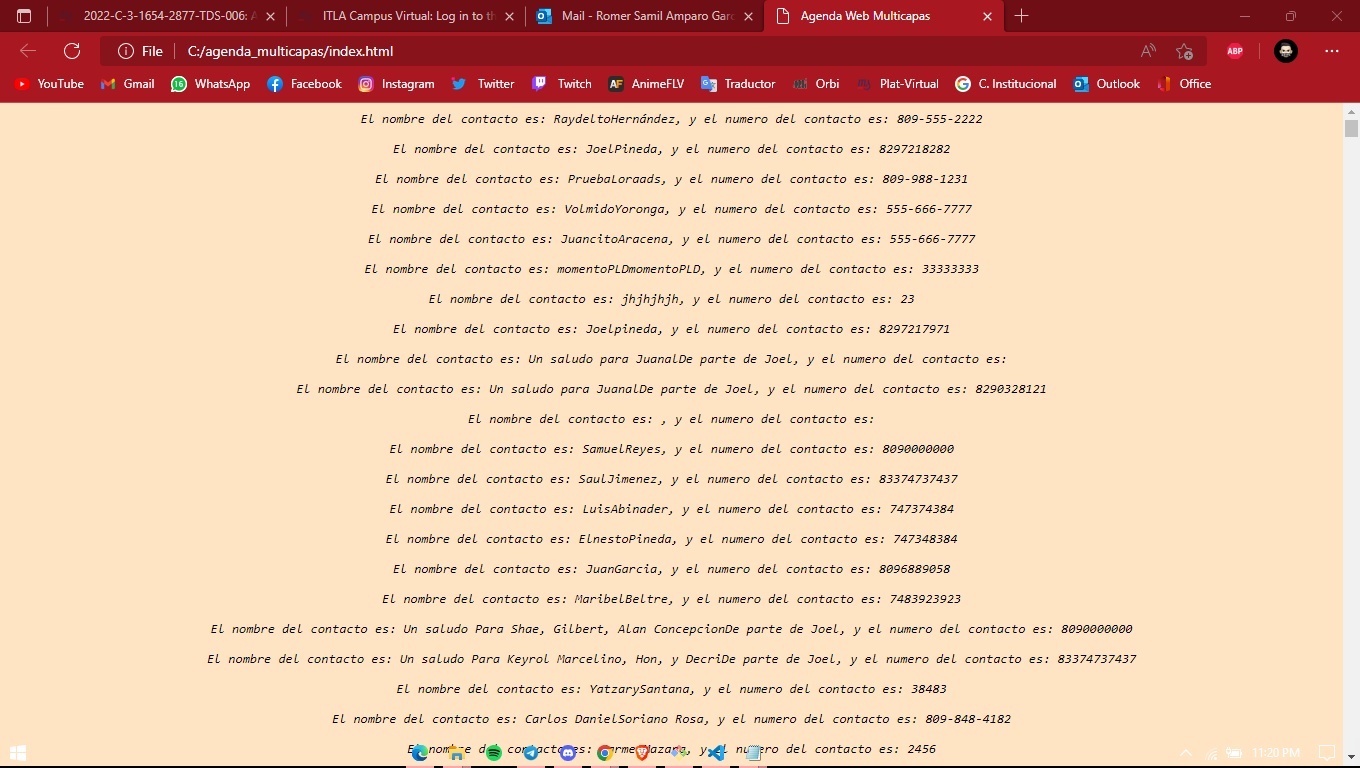 2022-C-3-1654-2877-TDS-006: A
ITLA Campus Virtual: Log in to th
Mail - Romer Samil Amparo Garc
Agenda Web Multicapas
File
C:/agenda_multicapas/index.html
ABP
YouTube
Gmail
WhatsApp
Facebook
Instagram
Twitter
Twitch
AF AnimeFLV
Traductor
Orbi
Plat-Virtual
C. Institucional
Outlook
Office
El nombre del contacto es: RaydeltoHernández, y el numero del contacto es: 809-555-2222
El nombre del contacto es: JoelPineda, y el numero del contacto es: 8297218282
El nombre del contacto es: PruebaLoraads, y el numero del contacto es: 809-988-1231
El nombre del contacto es: VolmidoYoronga, y el numero del contacto es: 555-666-7777
El nombre del contacto es: JuancitoAracena, y el numero del contacto es: 555-666-7777
El nombre del contacto es: momentoPLDmomentoPLD, y el numero del contacto es: 33333333
El nombre del contacto es: jhjhjhjh, y el numero del contacto es: 23
El nombre del contacto es: Joelpineda, y el numero del contacto es: 8297217971
El nombre del contacto es: Un saludo para JuanalDe parte de Joel, y el numero del contacto es:
El nombre del contacto es: Un saludo para JuanalDe parte de Joel, y el numero del contacto es: 8290328121
El nombre del contacto es: , y el numero del contacto es:
El nombre del contacto es: SamuelReyes, y el numero del contacto es: 8090000000
El nombre del contacto es: SaulJimenez, y el numero del contacto es: 83374737437
El nombre del contacto es: LuisAbinader, y el numero del contacto es: 747374384
El nombre del contacto es: ElnestoPineda, y el numero del contacto es: 747348384
El nombre del contacto es: JuanGarcia, y el numero del contacto es: 8096889058
El nombre del contacto es: MaribelBeltre, y el numero del contacto es: 7483923923
El nombre del contacto es: Un saludo Para Shae, Gilbert, Alan ConcepcionDe parte de Joel, y el numero del contacto es: 8090000000
El nombre del contacto es: Un saludo Para Keyrol Marcelino, Hon, y DecriDe parte de Joel, y el numero del contacto es: 83374737437
El nombre del contacto es: YatzarySantana, y el numero del contacto es: 38483
El nombre del contacto es: Carlos DanielSoriano Rosa, y el numero del contacto es: 809-848-4182
El nombre del contacto es: y el numero del contacto es: 2456
11:20 PM